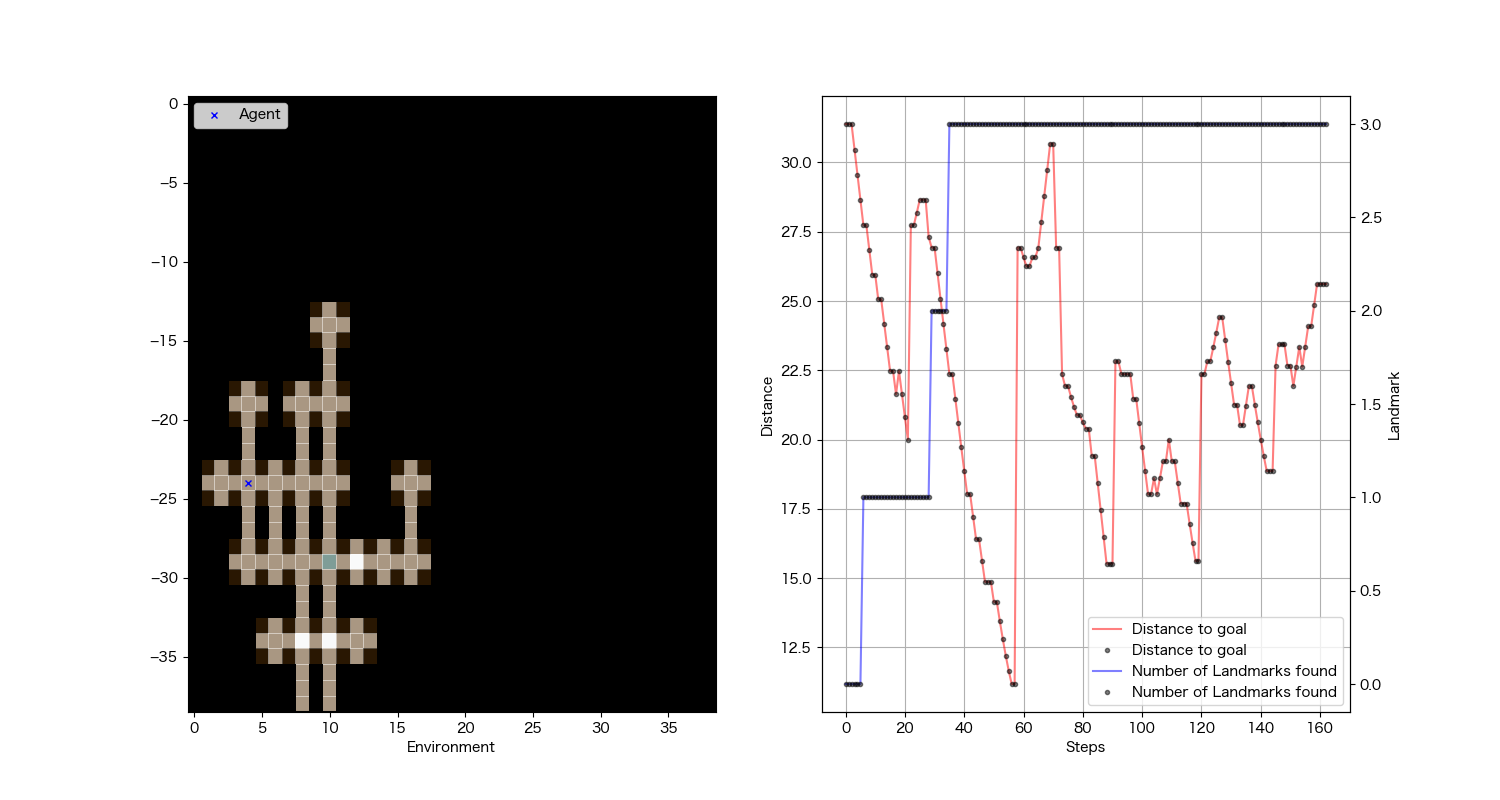 Agent
0
−5
−10
−15
−20
−25
−30
−35
0 5 10 15 20 25 30 35
Environment
30.0
27.5
25.0
22.5
20.0
17.5
15.0
12.5
Distance
0 20 40 60 80 100 120 140 160
Steps
3.0
2.5
2.0
1.5
1.0
0.5
0.0
Landmark
Distance to goal
Distance to goal
Number of Landmarks found
Number of Landmarks found